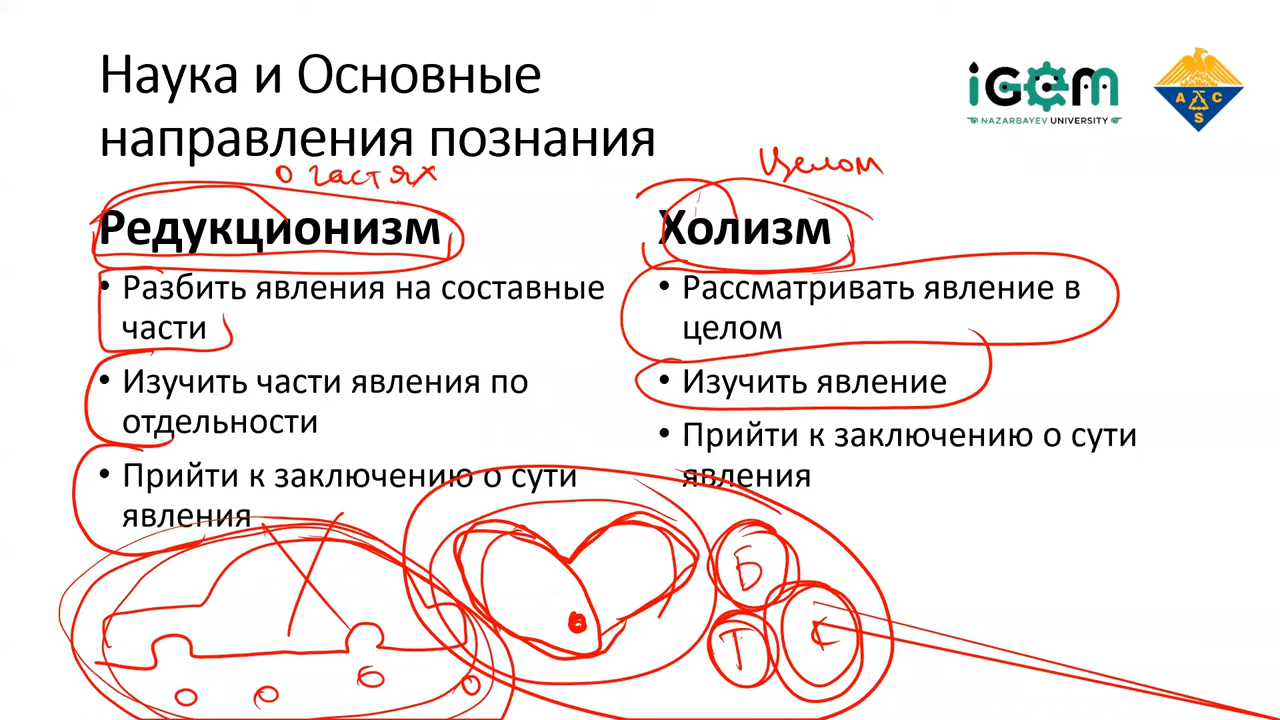 Наука и Основные
направления познания
iGem
NAZARBAYEV UNIVERSITY
A C
S
о частях
Редукционизм
• Разбить явления на составные
части
• Изучить части явления по
отдельности
• Прийти к заключению о сути
явления
Целом
Холизм
• Рассматривать явление в
целом
• Изучить явление
• Прийти к заключению о сути
явления
Б
Т